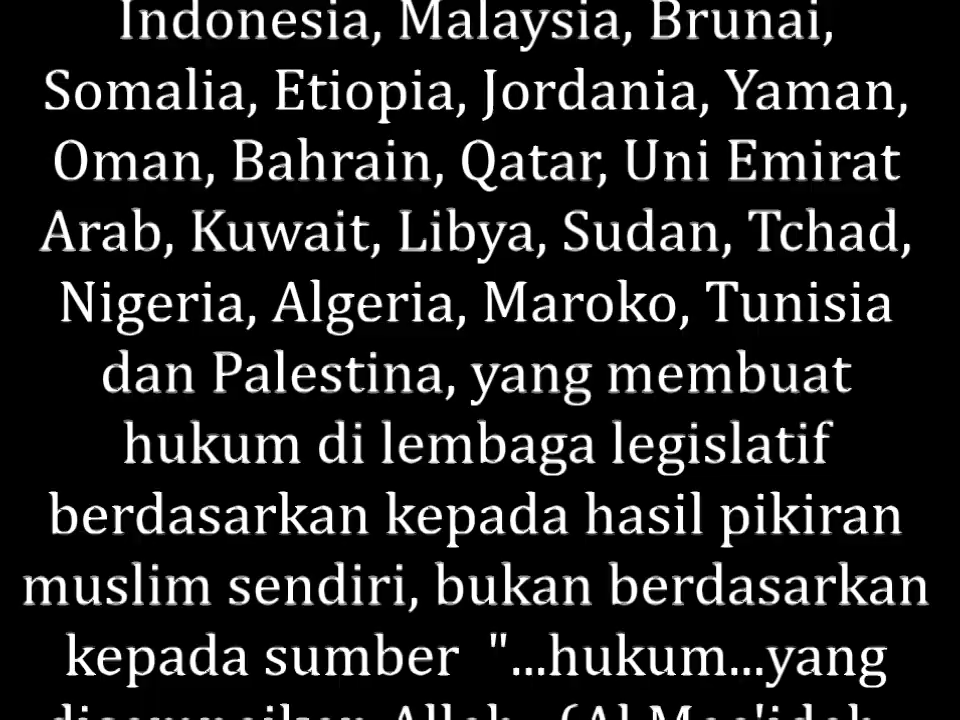 Indonesia, Malaysia, Brunai,
Somalia, Etiopia, Jordania, Yaman,
Oman, Bahrain, Qatar, Uni Emirat
Arab, Kuwait, Libya, Sudan, Tchad,
Nigeria, Algeria, Maroko, Tunisia
dan Palestina, yang membuat
hukum di lembaga legislatif
berdasarkan kepada hasil pikiran
muslim sendiri, bukan berdasarkan
kepada sumber "...hukum...yang
Allah